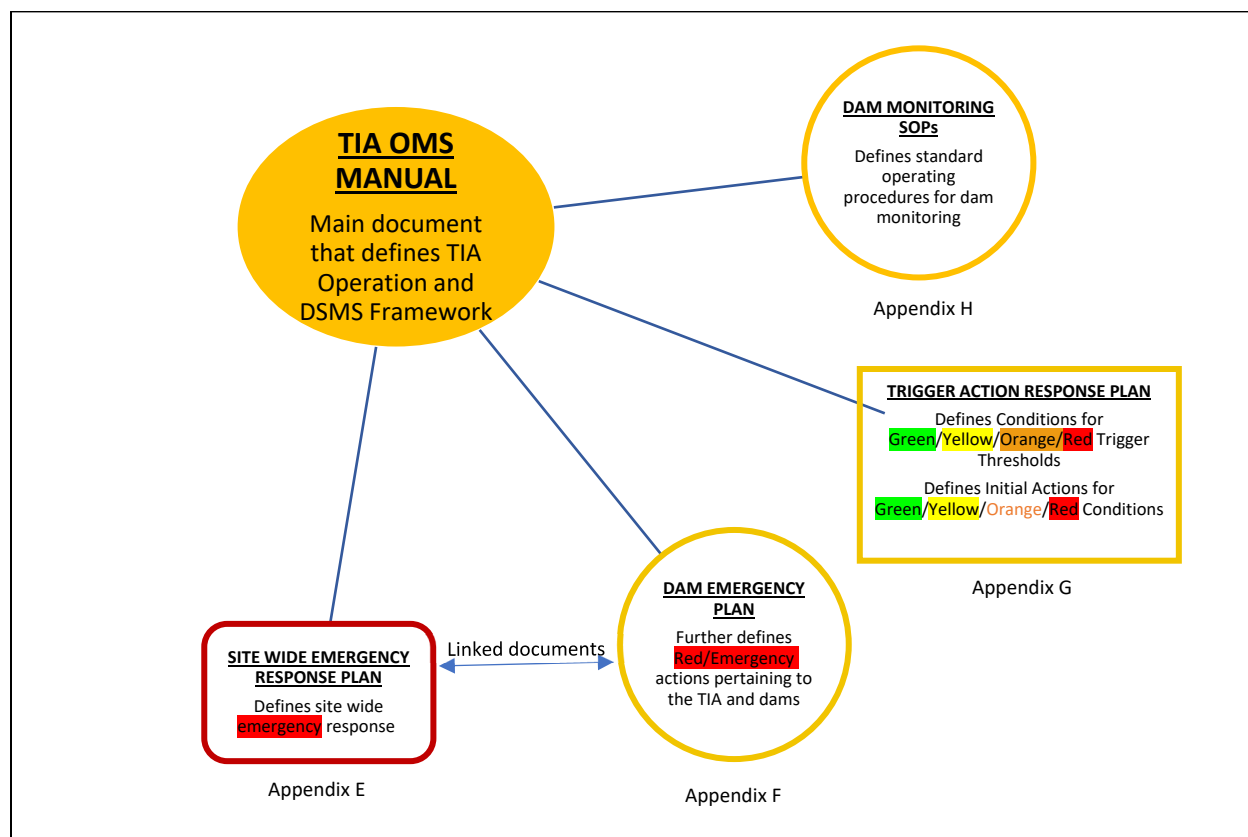 TIA OMS
MANUAL
Main document
that defines TIA
Operation and
DSMS Framework
DAM MONITORING
SOPs
Defines standard
operating
procedures for dam
monitoring
Appendix H
TRIGGER ACTION RESPONSE PLAN
Defines Conditions for
Green/Yellow/Orange/Red Trigger
Thresholds
Defines Initial Actions for
Green/Yellow/Orange/Red Conditions
Appendix G
DAM EMERGENCY
PLAN
Further defines
Red/Emergency
actions pertaining to
the TIA and dams
Appendix F
Linked documents
SITE WIDE EMERGENCY
RESPONSE PLAN
Defines site wide
emergency response
Appendix E